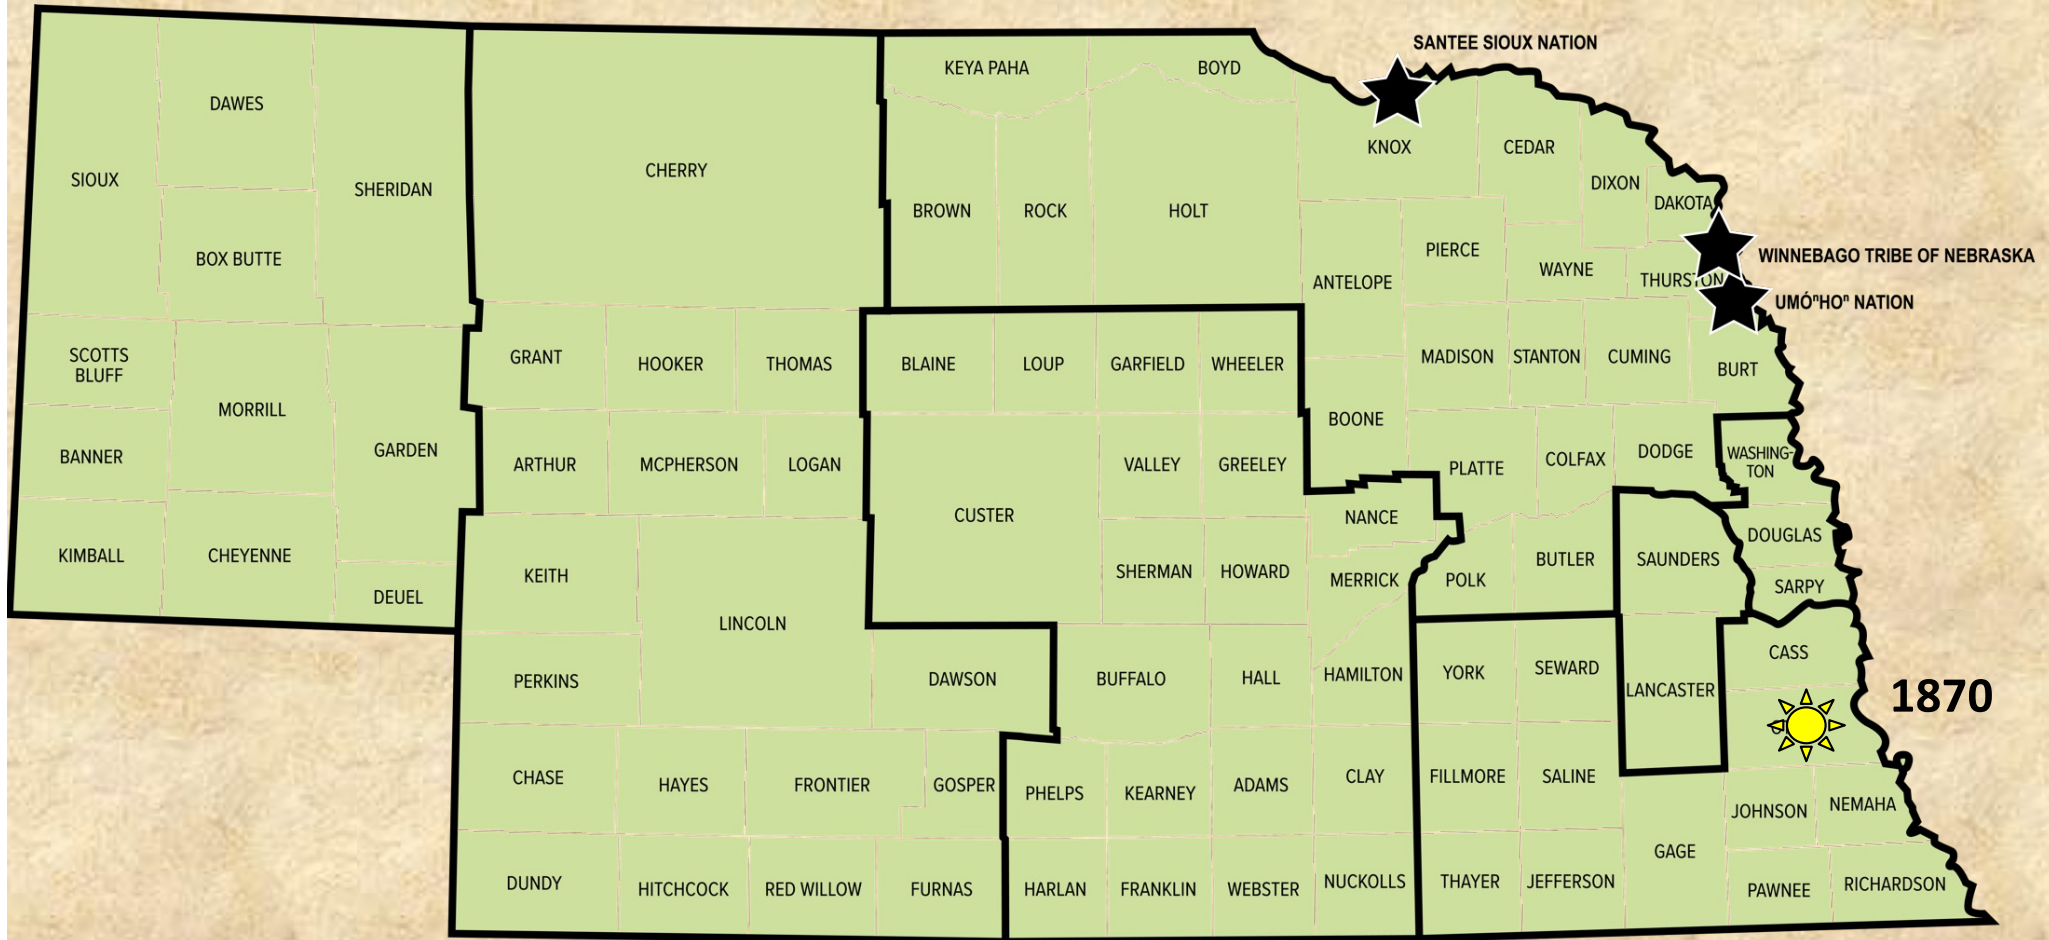 SANTEE SIOUX NATION
KEYA PAHA
BOYD
DAWES
KNOX
CEDAR
CHERRY
SIOUX
SHERIDAN
DIXON
DAKOTA
BROWN
ROCK
HOLT
PIERCE
WINNEBAGO TRIBE OF NEBRASKA
BOX BUTTE
WAYNE
ANTELOPE
THURSTON
UMÓⁿHOⁿ NATION
SCOTTS
BLUFF
GRANT
HOOKER
THOMAS
BLAINE
LOUP
GARFIELD
WHEELER
MADISON
STANTON
CUMING
BURT
MORRILL
BOONE
GARDEN
DODGE
BANNER
ARTHUR
MCPHERSON
LOGAN
VALLEY
GREELEY
PLATTE
COLFAX
WASHING-
TON
CUSTER
NANCE
DOUGLAS
KIMBALL
CHEYENNE
BUTLER
SAUNDERS
KEITH
SHERMAN
HOWARD
MERRICK
POLK
SARPY
DEUEL
LINCOLN
CASS
PERKINS
DAWSON
BUFFALO
HALL
HAMILTON
YORK
SEWARD
LANCASTER
1870
CHASE
HAYES
FRONTIER
GOSPER
PHELPS
KEARNEY
ADAMS
CLAY
FILLMORE
SALINE
JOHNSON
NEMAHA
GAGE
DUNDY
HITCHCOCK
RED WILLOW
FURNAS
HARLAN
FRANKLIN
WEBSTER
NUCKOLLS
THAYER
JEFFERSON
PAWNEE
RICHARDSON